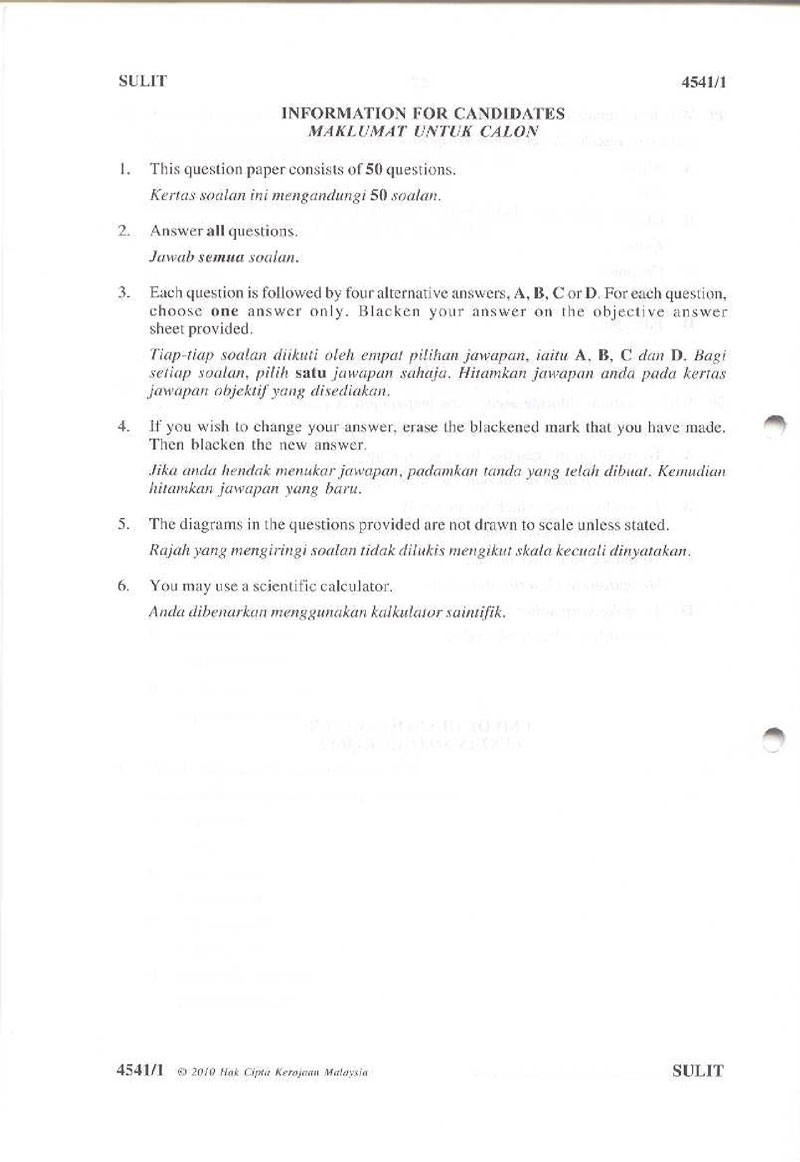 SULIT 4541/1
INFORMATION FOR CANDIDATES
MAKLUMAT UNTUK CALON
1. This question paper consists of 50 questions.
Kertas soalan ini mengandungi 50 soalan.
2. Answer all questions.
Jawab semua soalan.
3. Each question is followed by four alternative answers, A, B, C or D. For each question,
choose one answer only. Blacken your answer on the objective answer
sheet provided.
Tiap-tiap soalan diikuti oleh empat pilihan jawapan, iaitu A, B, C dan D. Bagi
setiap soalan, pilih satu jawapan sahaja. Hitamkan jawapan anda pada kertas
jawapan objektif yang disediakan.
4. If you wish to change your answer, erase the blackened mark that you have made.
Then blacken the new answer.
Jika anda hendak menukar jawapan, padamkan tanda yang telah dibuat. Kemudian
hitamkan jawapan yang baru.
5. The diagrams in the questions provided are not drawn to scale unless stated.
Rajah yang mengiringi soalan tidak dilukis mengikut skala kecuali dinyatakan.
6. You may use a scientific calculator.
Anda dibenarkan menggunakan kalkulator saintifik.
4541/1 © 2010 Hak Cipta Kerajaan Malaysia SULIT